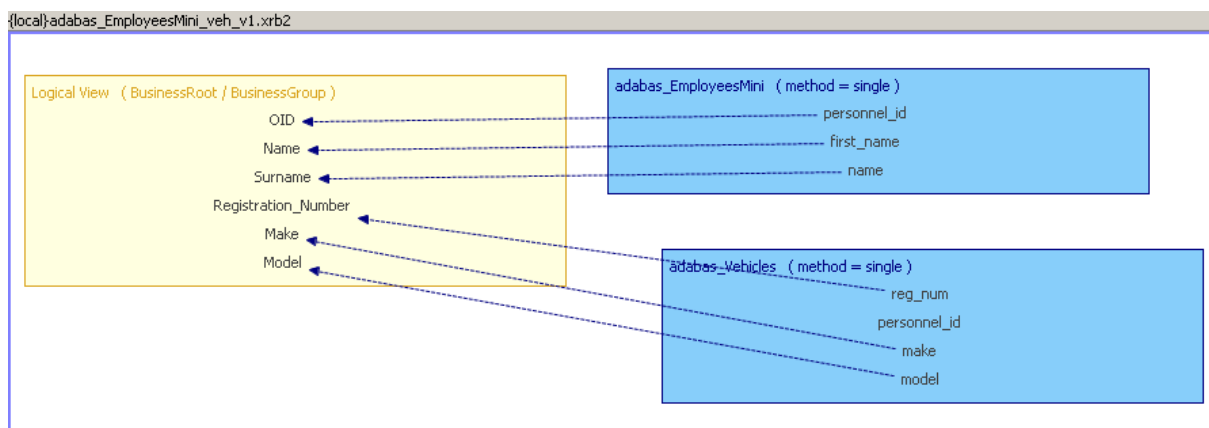 {local}adabas_EmployeesMini_veh_v1.xrb2
Logical View ( BusinessRoot / BusinessGroup )
OID
Name
Surname
Registration_Number
Make
Model
adabas_EmployeesMini ( method = single )
personnel_id
first_name
name
adabas_Vehicles ( method = single )
reg_num
personnel_id
make
model